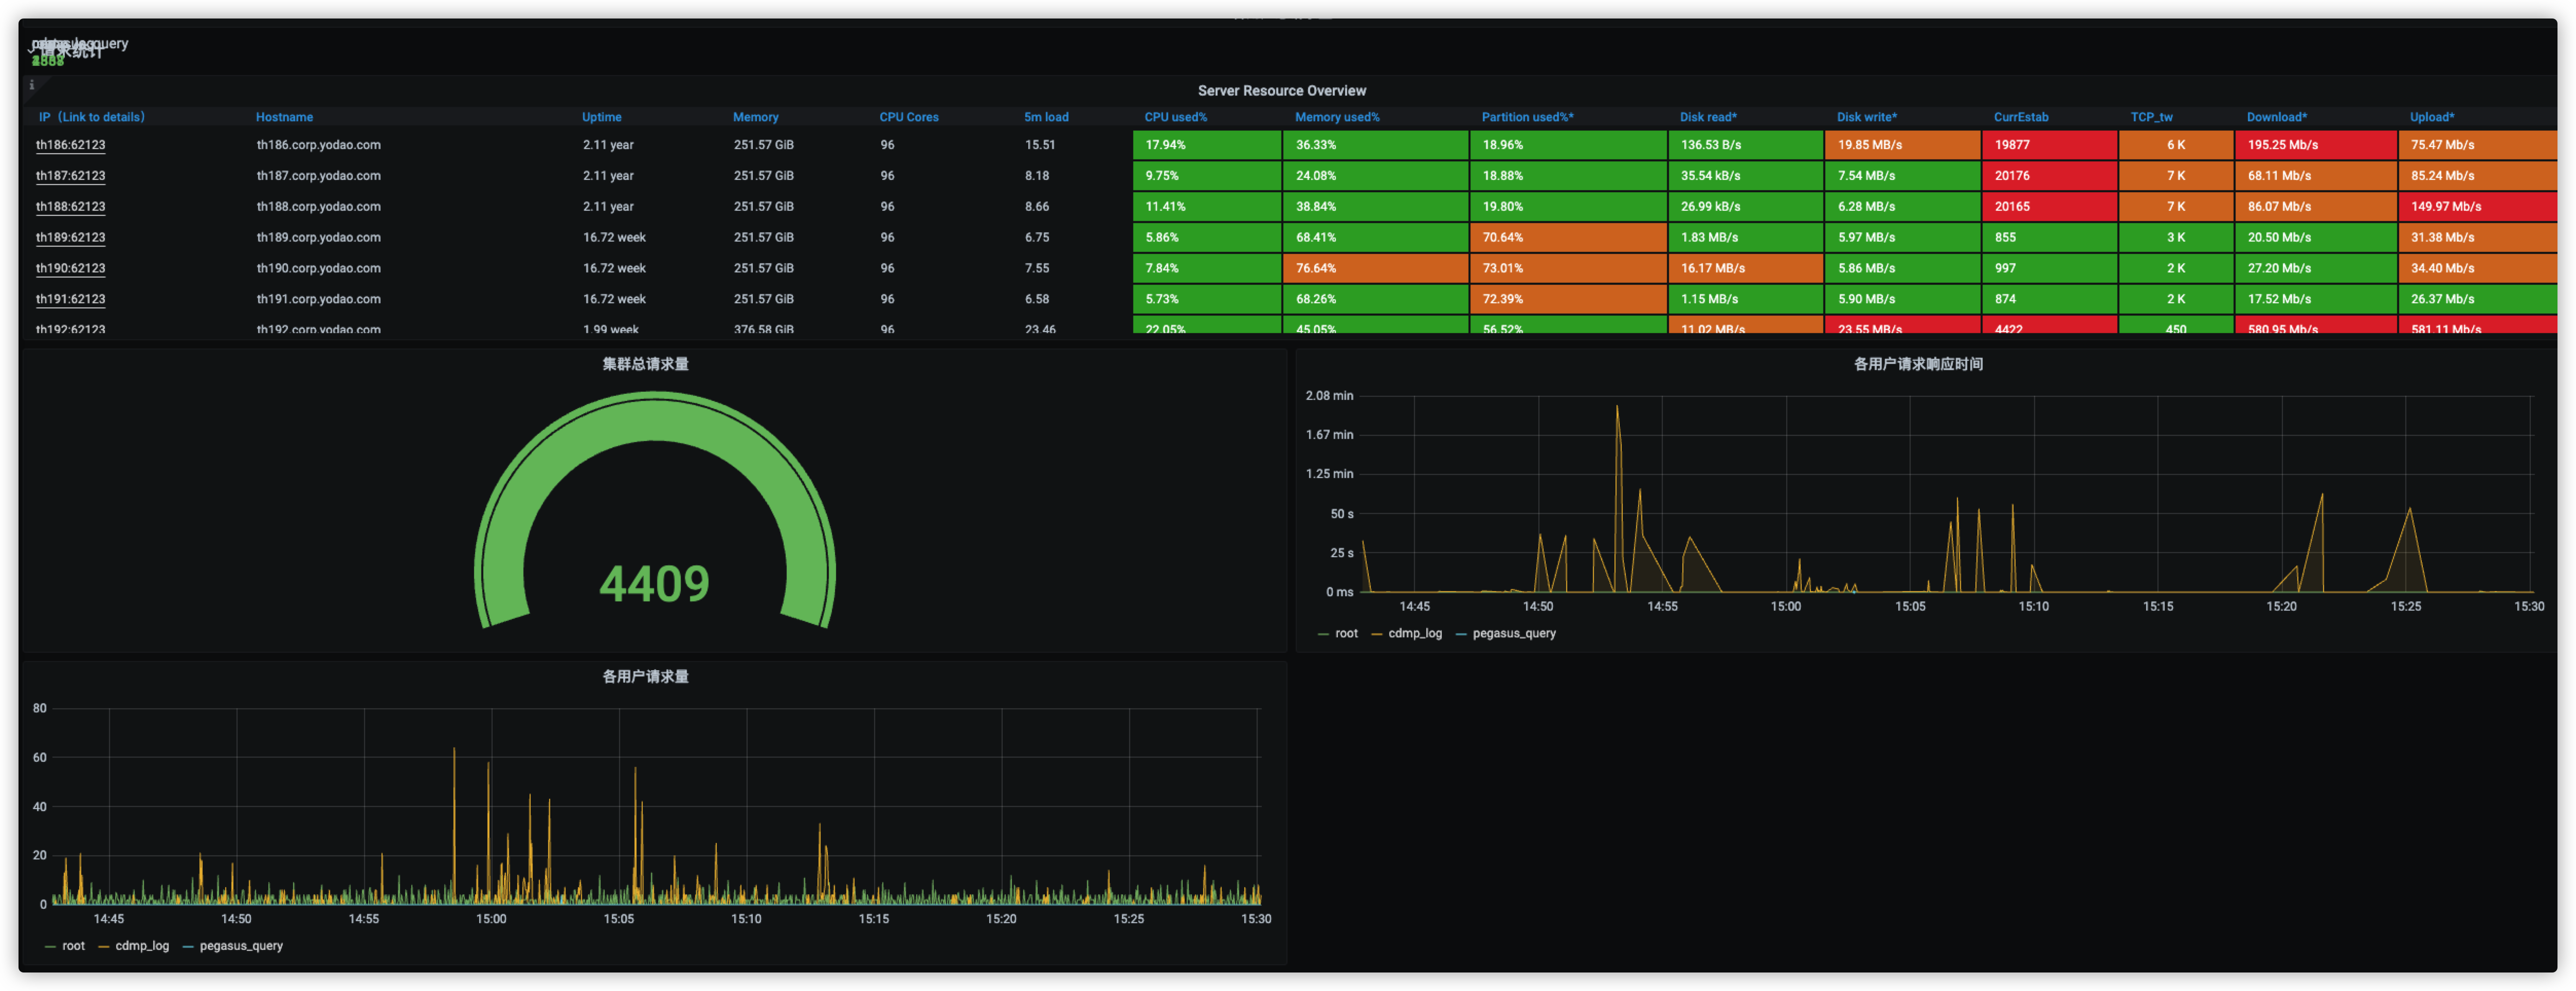 请求统计
Server Resource Overview
IP（Link to details） Hostname Uptime Memory CPU Cores 5m load CPU used% Memory used% Partition used%* Disk read* Disk write* CurrEstab TCP_tw Download* Upload*
th186:62123 th186.corp.yodao.com 2.11 year 251.57 GiB 96 15.51 17.94% 36.33% 18.96% 136.53 B/s 19.85 MB/s 19877 6 K 195.25 Mb/s 75.47 Mb/s
th187:62123 th187.corp.yodao.com 2.11 year 251.57 GiB 96 8.18 9.75% 24.08% 18.88% 35.54 kB/s 7.54 MB/s 20176 7 K 68.11 Mb/s 85.24 Mb/s
th188:62123 th188.corp.yodao.com 2.11 year 251.57 GiB 96 8.66 11.41% 38.84% 19.80% 26.99 kB/s 6.28 MB/s 20165 7 K 86.07 Mb/s 149.97 Mb/s
th189:62123 th189.corp.yodao.com 16.72 week 251.57 GiB 96 6.75 5.86% 68.41% 70.64% 1.83 MB/s 5.97 MB/s 855 3 K 20.50 Mb/s 31.38 Mb/s
th190:62123 th190.corp.yodao.com 16.72 week 251.57 GiB 96 7.55 7.84% 76.64% 73.01% 16.17 MB/s 5.86 MB/s 997 2 K 27.20 Mb/s 34.40 Mb/s
th191:62123 th191.corp.yodao.com 16.72 week 251.57 GiB 96 6.58 5.73% 68.26% 72.39% 1.15 MB/s 5.90 MB/s 874 2 K 17.52 Mb/s 26.37 Mb/s
th192:62123 th192.corp.yodao.com 1.99 week 376.58 GiB 96 23.46 22.05% 45.05% 56.52% 11.02 MB/s 23.55 MB/s 4422 450 580.95 Mb/s 581.11 Mb/s
集群总请求量
4409
各用户请求响应时间
2.08 min
1.67 min
1.25 min
50 s
25 s
0 ms
14:45 14:50 14:55 15:00 15:05 15:10 15:15 15:20 15:25 15:30
root cdmp_log pegasus_query
各用户请求量
80
60
40
20
0
14:45 14:50 14:55 15:00 15:05 15:10 15:15 15:20 15:25 15:30
root cdmp_log pegasus_query